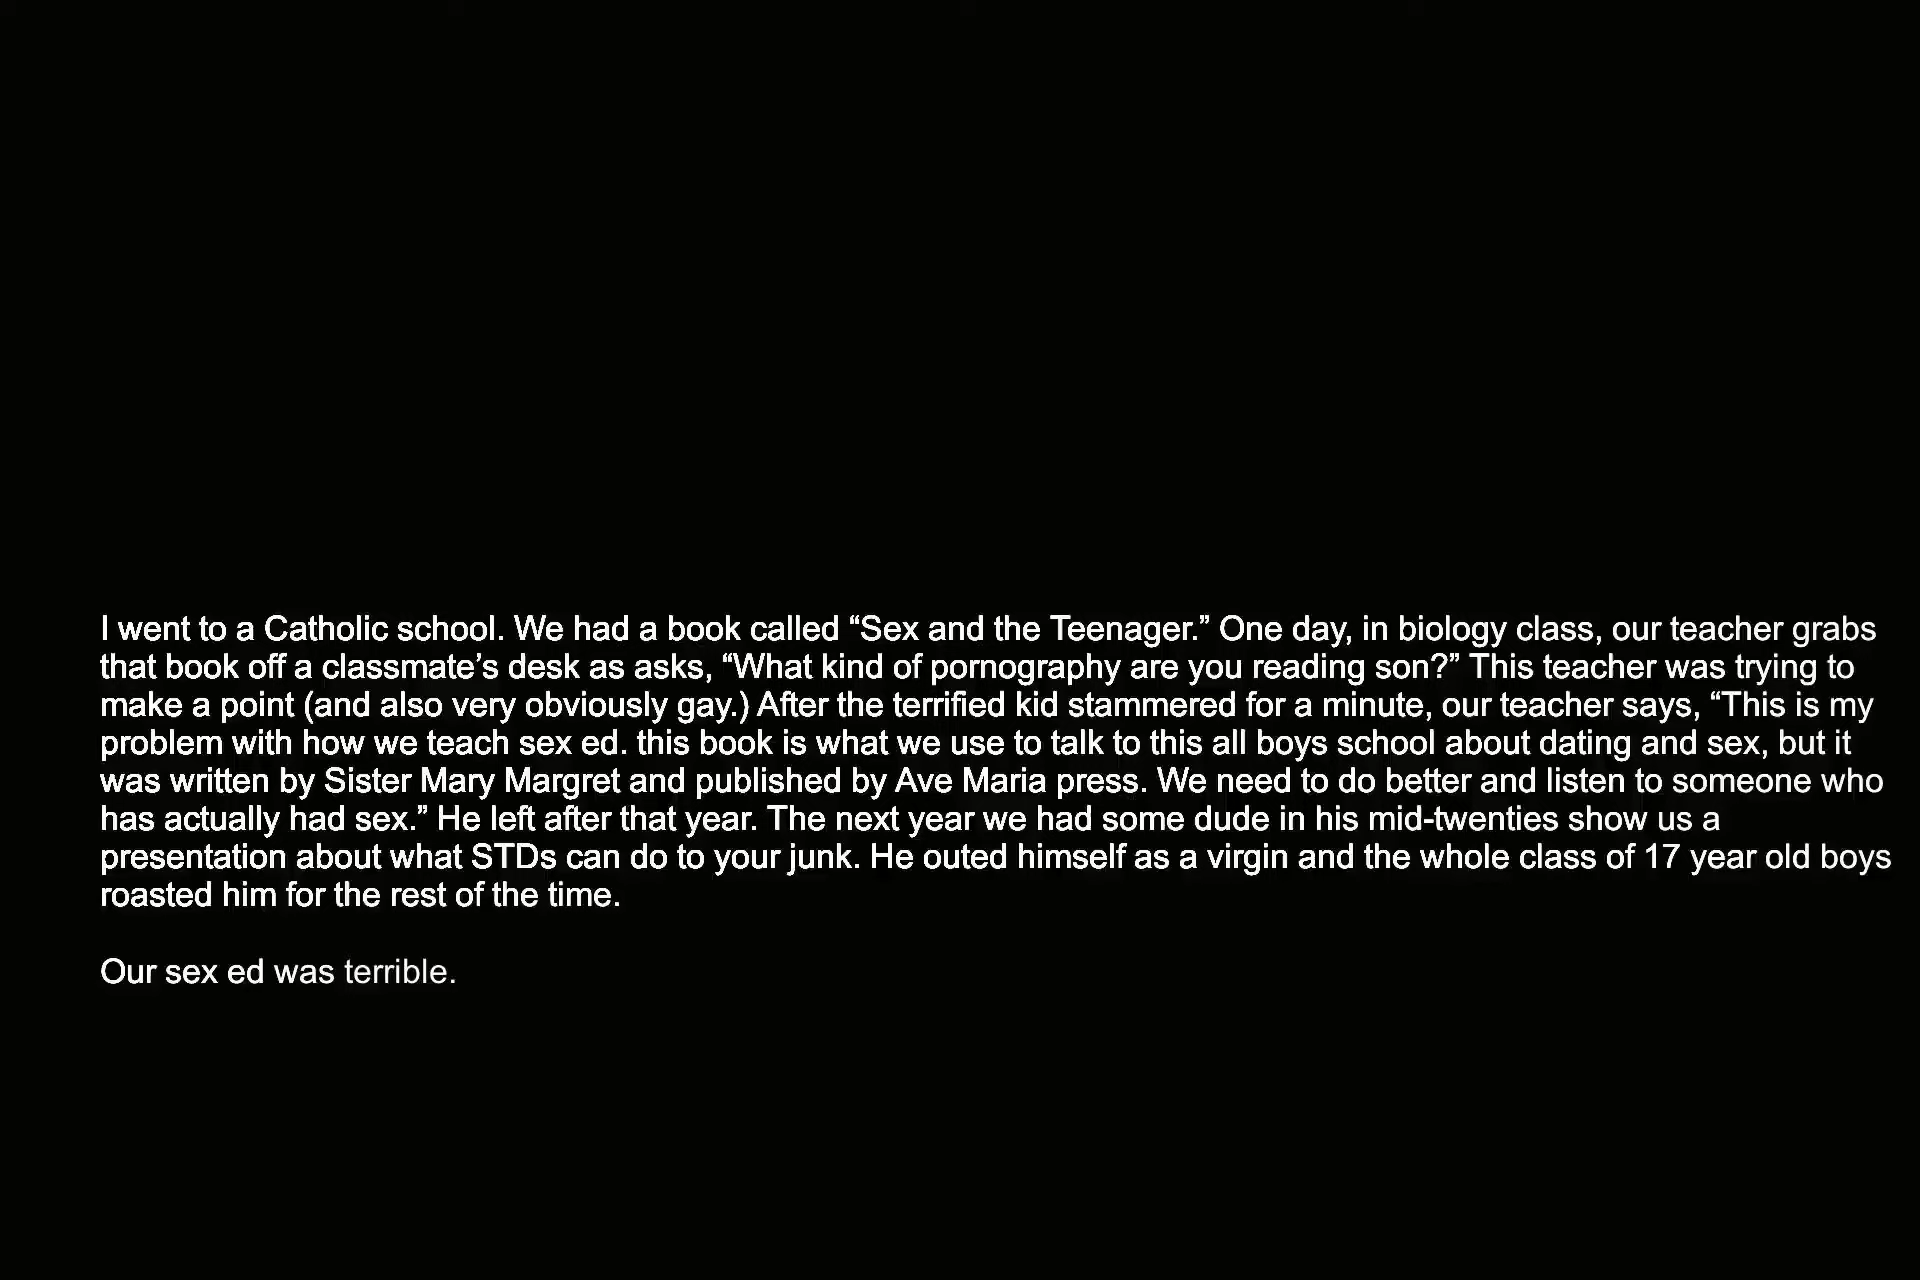 I went to a Catholic school. We had a book called “Sex and the Teenager.” One day, in biology class, our teacher grabs
that book off a classmate’s desk as asks, “What kind of pornography are you reading son?” This teacher was trying to
make a point (and also very obviously gay.) After the terrified kid stammered for a minute, our teacher says, “This is my
problem with how we teach sex ed. this book is what we use to talk to this all boys school about dating and sex, but it
was written by Sister Mary Margret and published by Ave Maria press. We need to do better and listen to someone who
has actually had sex.” He left after that year. The next year we had some dude in his mid-twenties show us a
presentation about what STDs can do to your junk. He outed himself as a virgin and the whole class of 17 year old boys
roasted him for the rest of the time.
Our sex ed was terrible.